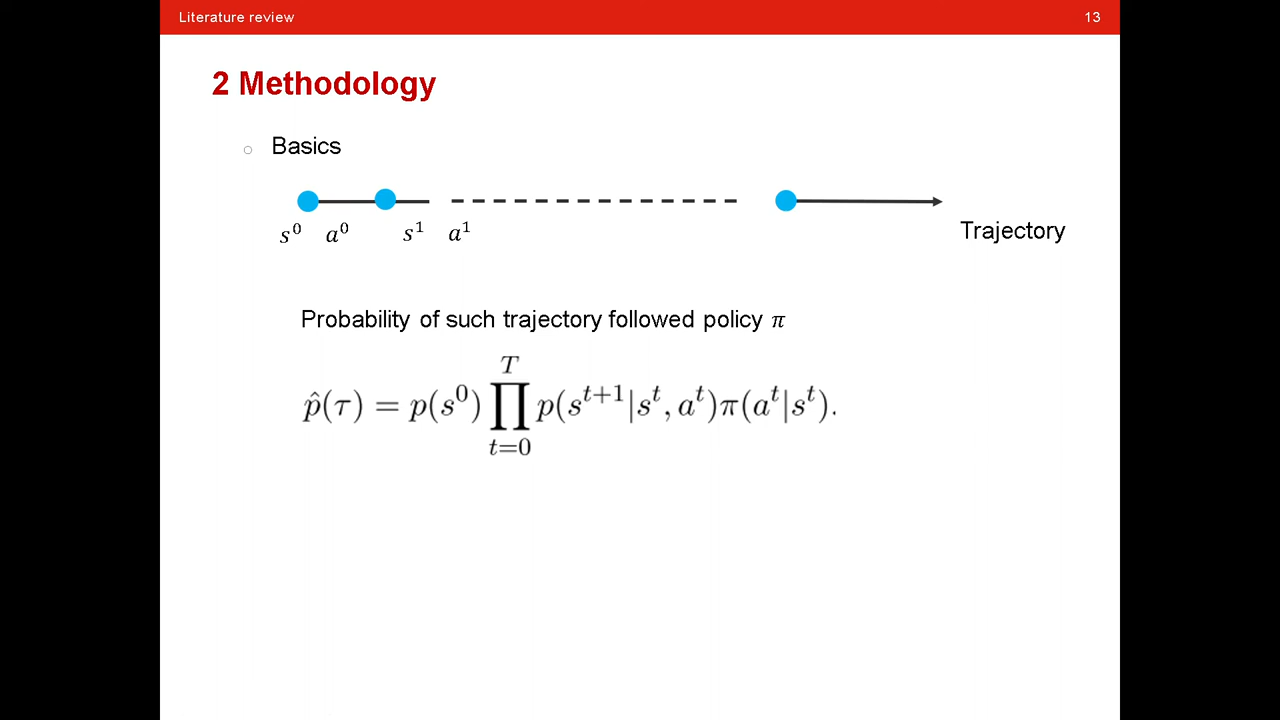 Literature review 13
2 Methodology
Basics
s⁰ a⁰ s¹ a¹
Trajectory
Probability of such trajectory followed policy π
p̂(τ) = p(s⁰) ∏_{t=0}^{T} p(s^{t+1}|s^t, a^t)π(a^t|s^t).